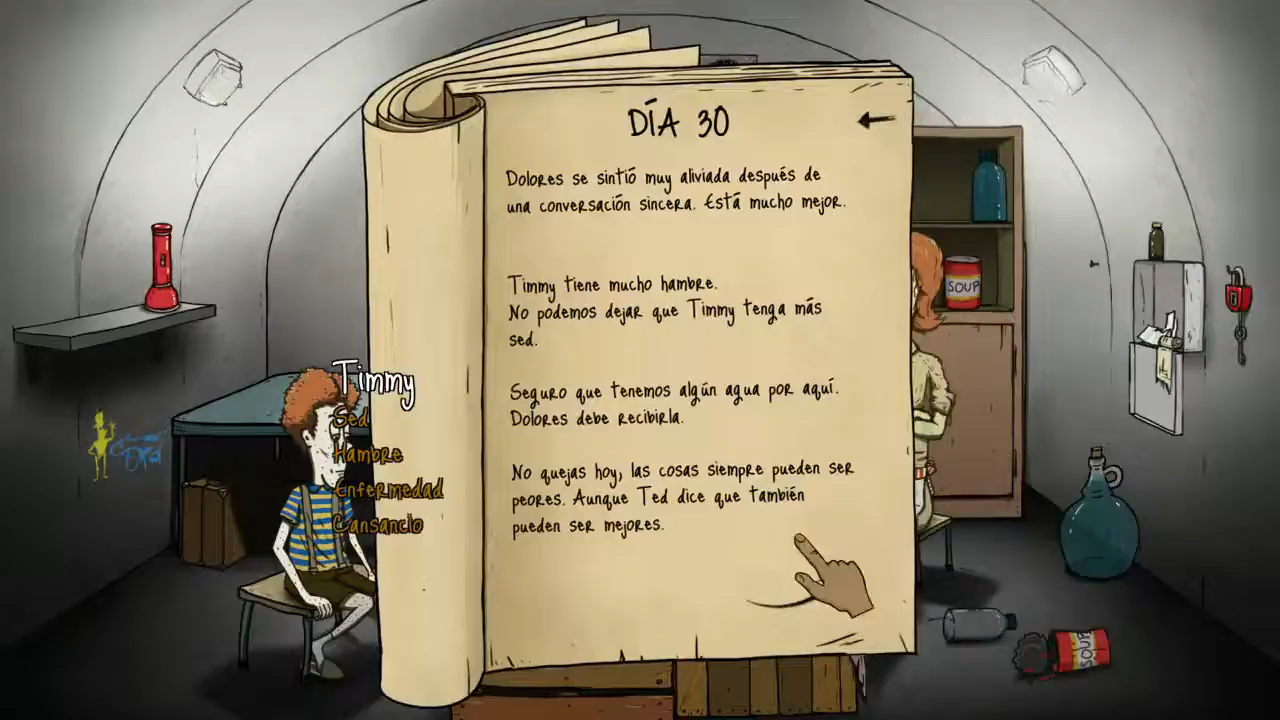 DÍA 30
Dolores se sintió muy aliviada después de
una conversación sincera. Está mucho mejor.
Timmy tiene mucho hambre.
No podemos dejar que Timmy tenga más
sed.
Seguro que tenemos algún agua por aquí.
Dolores debe recibirla.
No quejas hoy, las cosas siempre pueden ser
peores. Aunque Ted dice que también
pueden ser mejores.
Timmy
Sed
Hambre
Enfermedad
Cansancio
SOUP
SOUP